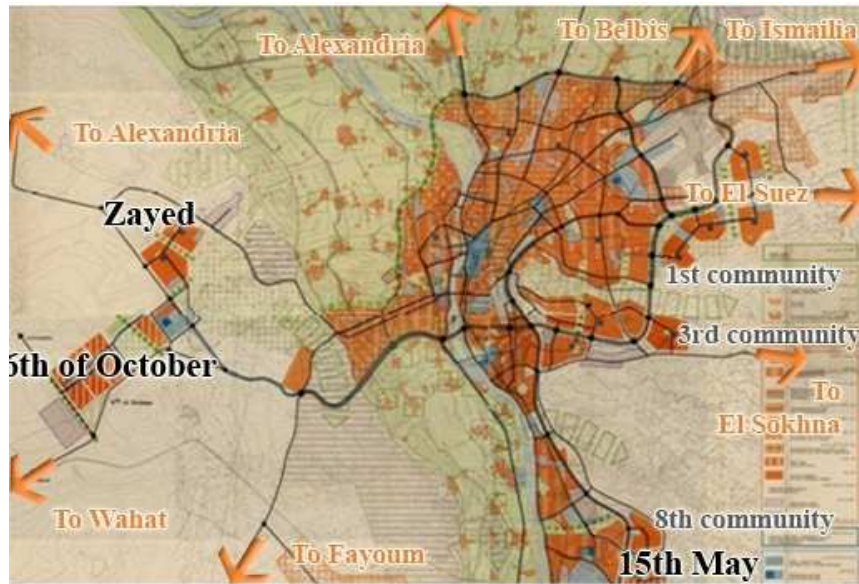 To Alexandria
To Belbis
To Ismailia
To Alexandria
To El Suez
Zayed
1st community
3rd community
6th of October
To
El Sokhna
To Wahat
8th community
To Fayoum
15th May